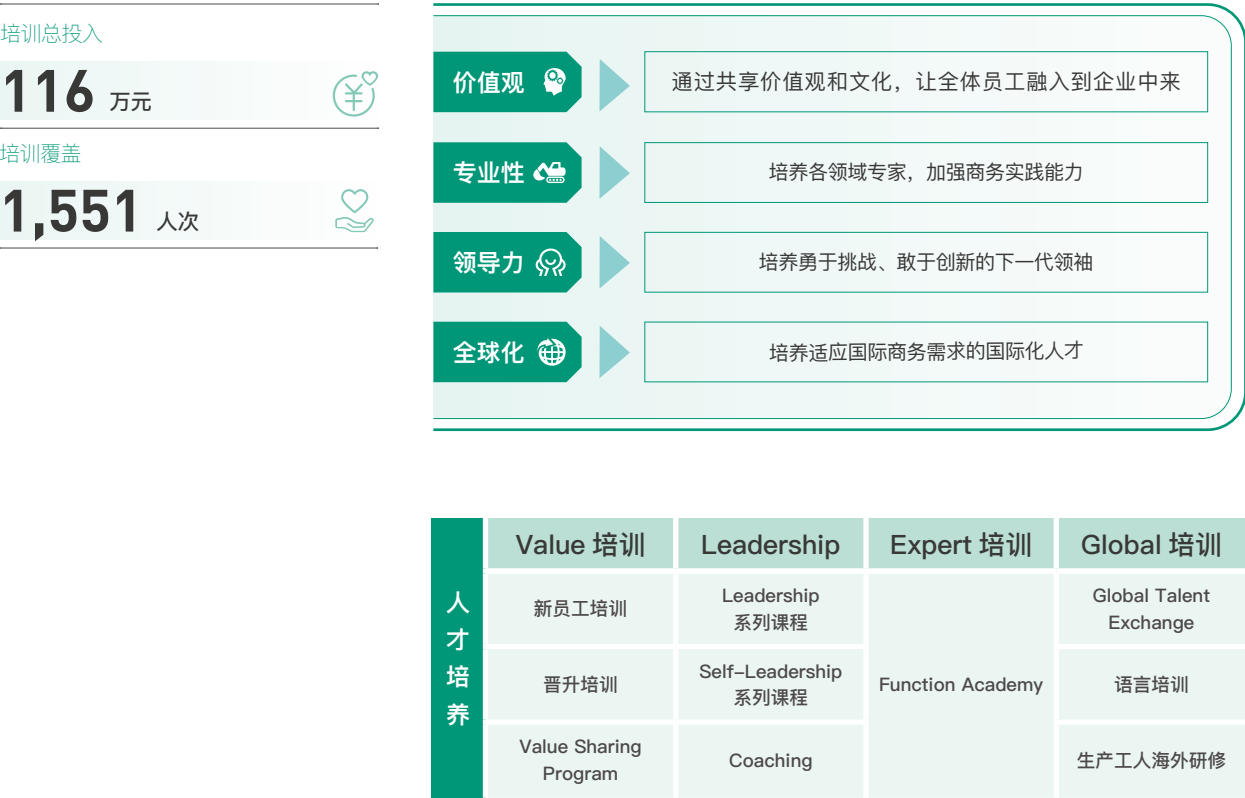 培训总投入
116 万元
培训覆盖
1,551 人次
价值观
通过共享价值观和文化，让全体员工融入到企业中来
专业性
培养各领域专家，加强商务实践能力
领导力
培养勇于挑战、敢于创新的下一代领袖
全球化
培养适应国际商务需求的国际化人才
人才培养
Value 培训
Leadership
Expert 培训
Global 培训
新员工培训
Leadership
系列课程
Global Talent
Exchange
晋升培训
Self-Leadership
系列课程
Function Academy
语言培训
Value Sharing
Program
Coaching
生产工人海外研修